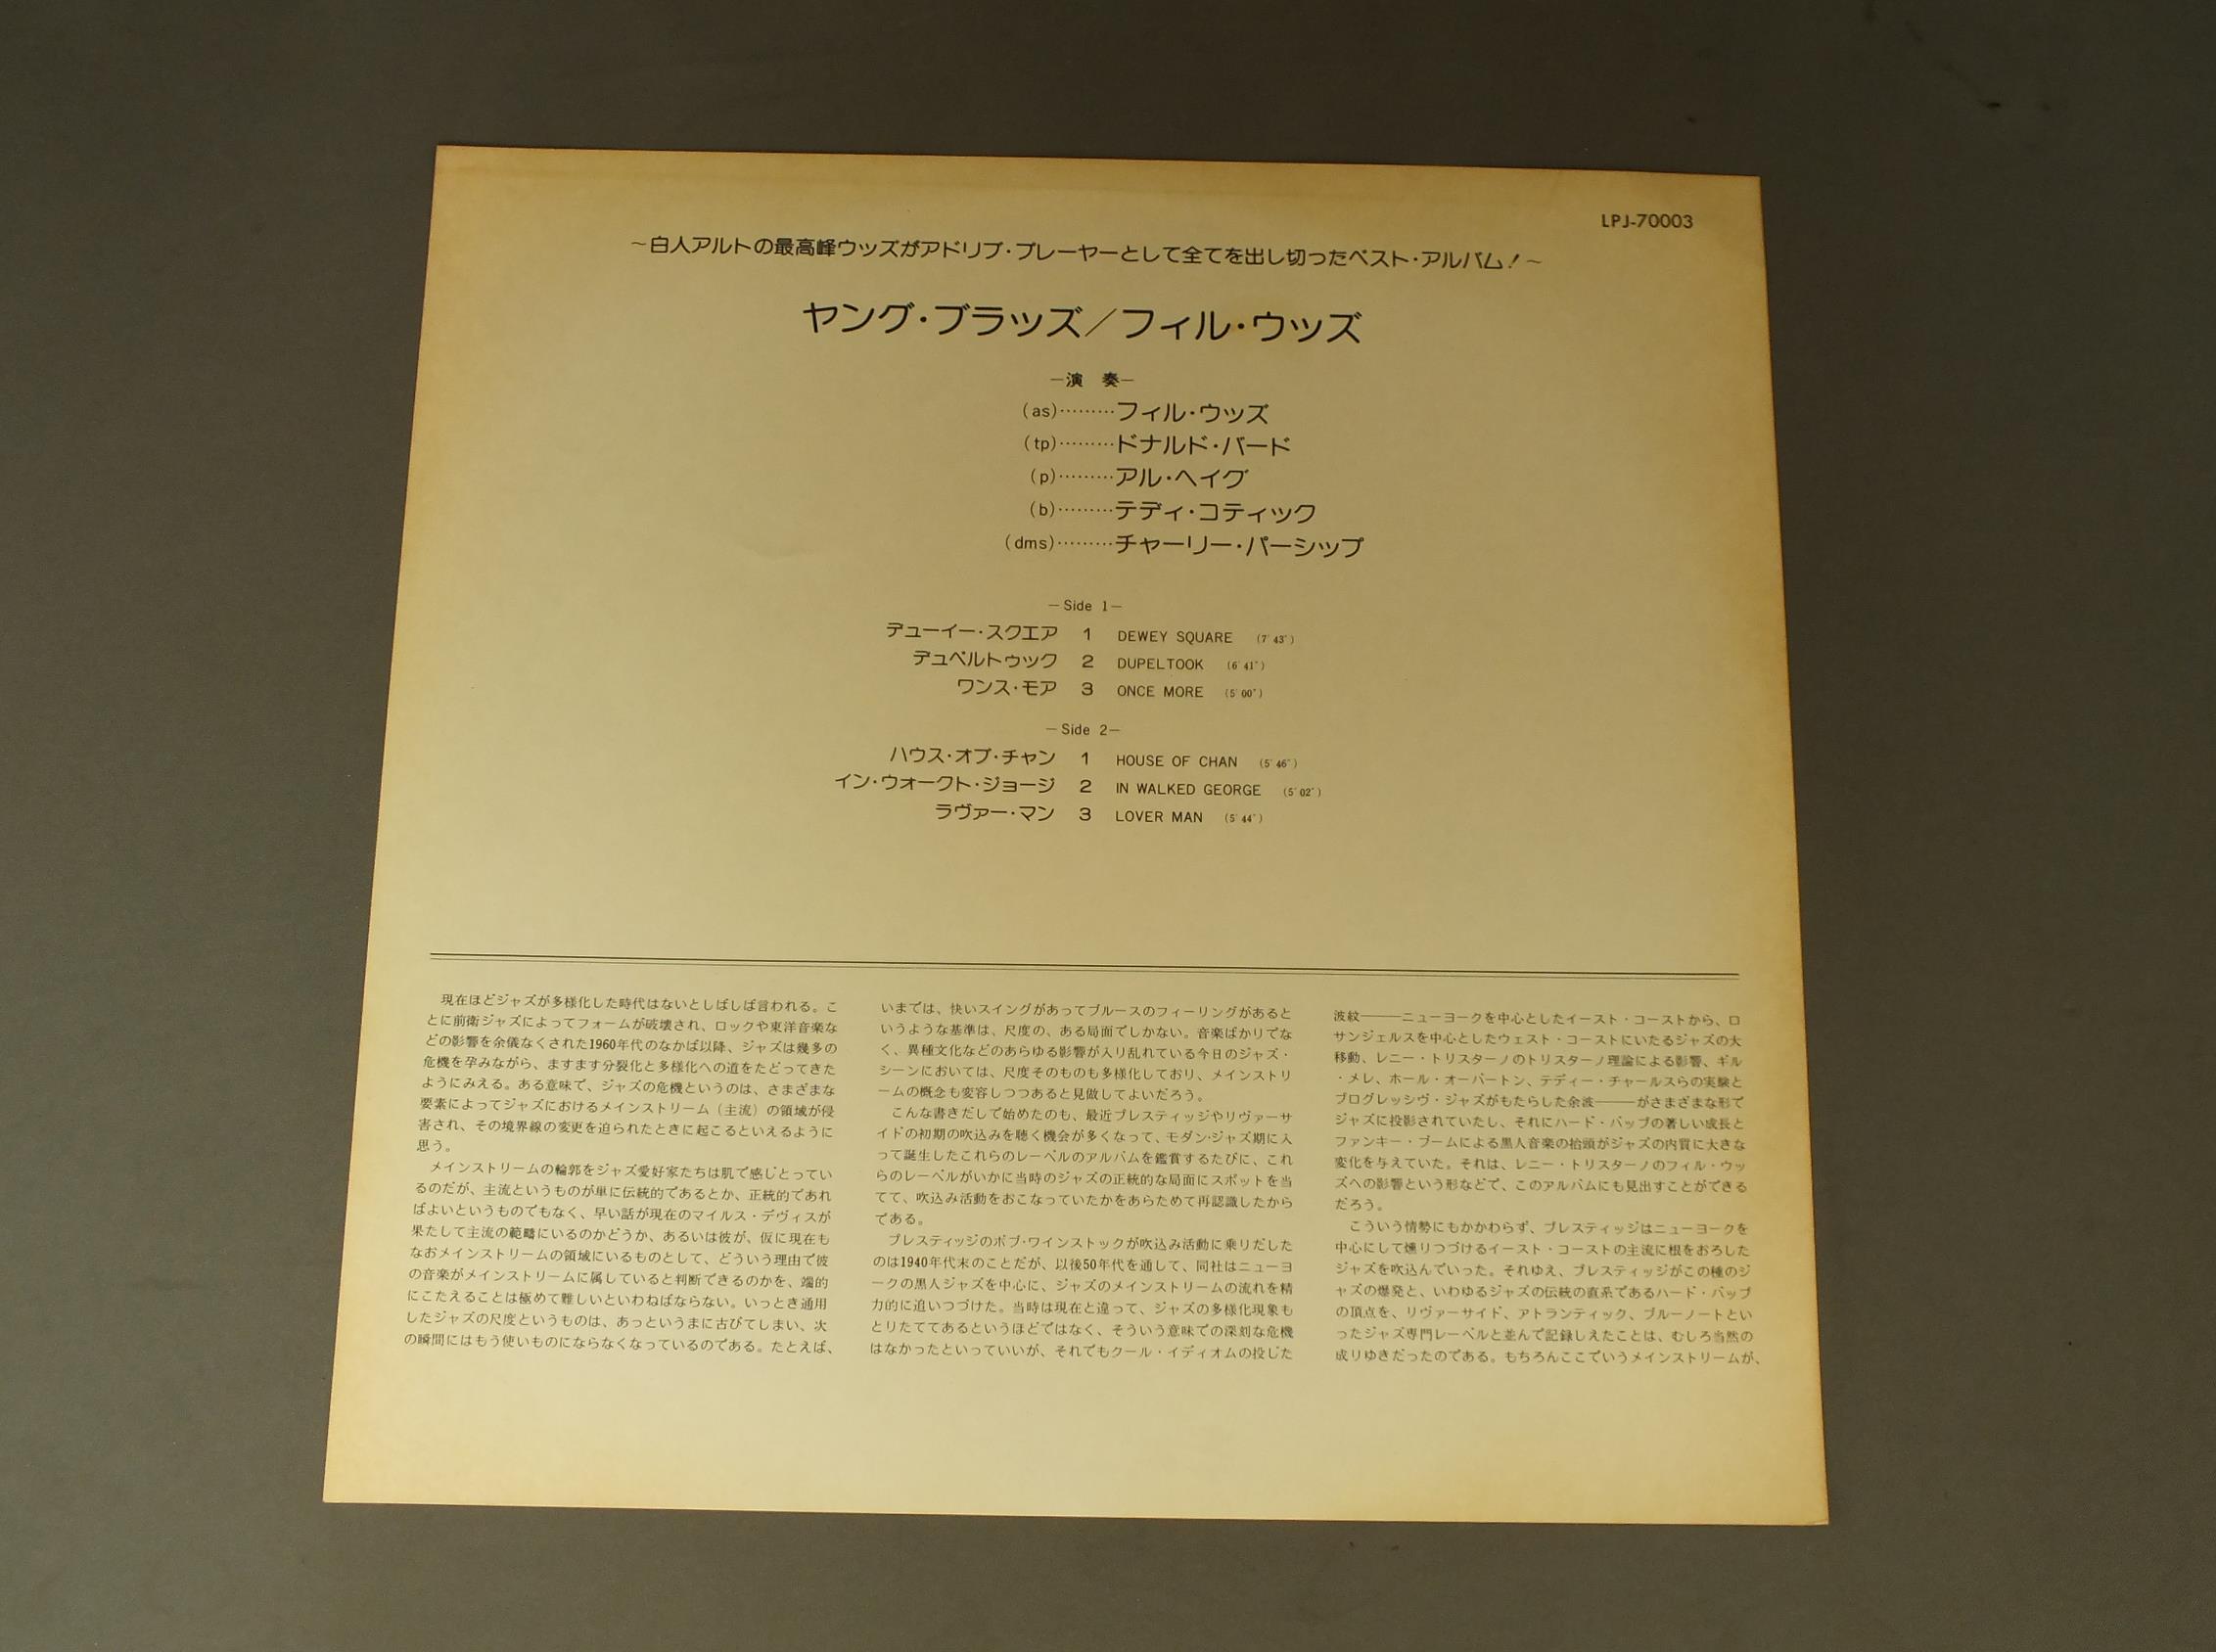 LPJ-70003
～白人アルトの最高峰ウッズがアドリブ・プレーヤーとして全てを出し切ったベスト・アルバム！～
ヤング・ブラッズ／フィル・ウッズ
―演　奏―
(as)………フィル・ウッズ
(tp)………ドナルド・バード
(p)………アル・ヘイグ
(b)………テディ・コティック
(dms)………チャーリー・パーシップ
―Side 1―
デューイー・スクエア 1 DEWEY SQUARE (7′43″)
デュペルトゥック 2 DUPELTOOK (6′41″)
ワンス・モア 3 ONCE MORE (5′00″)
―Side 2―
ハウス・オブ・チャン 1 HOUSE OF CHAN (5′46″)
イン・ウォークト・ジョージ 2 IN WALKED GEORGE (5′02″)
ラヴァー・マン 3 LOVER MAN (5′44″)
現在ほどジャズが多様化した時代はないとしばしば言われる。こ
とに前衛ジャズによってフォームが破壊され、ロックや東洋音楽な
どの影響を余儀なくされた1960年代のなかば以降、ジャズは幾多の
危機を孕みながら、ますます分裂化と多様化への道をたどってきた
ようにみえる。ある意味で、ジャズの危機というのは、さまざまな
要素によってジャズにおけるメインストリーム（主流）の領域が侵
害され、その境界線の変更を迫られたときに起こるといえるように
思う。
メインストリームの輪郭をジャズ愛好家たちは肌で感じとってい
るのだが、主流というものが単に伝統的であるとか、正統的であれ
ばよいというものでもなく、早い話が現在のマイルス・デヴィスが
果たして主流の範疇にいるのかどうか、あるいは彼が、仮に現在も
なおメインストリームの領域にいるものとして、どういう理由で彼
の音楽がメインストリームに属していると判断できるのかを、端的
にこたえることは極めて難しいといわねばならない。いっとき通用
したジャズの尺度というものは、あっというまに古びてしまい、次
の瞬間にはもう使いものにならなくなっているのである。たとえば、
いまでは、快いスイングがあってブルースのフィーリングがあると
いうような基準は、尺度の、ある局面でしかない。音楽ばかりでな
く、異種文化などのあらゆる影響が入り乱れている今日のジャズ・
シーンにおいては、尺度そのものも多様化しており、メインストリ
ームの概念も変容しつつあると見做してよいだろう。
こんな書きだしで始めたのも、最近プレスティッジやリヴァーサ
イドの初期の吹込みを聴く機会が多くなって、モダン・ジャズ期に入
って誕生したこれらのレーベルのアルバムを鑑賞するたびに、これ
らのレーベルがいかに当時のジャズの正統的な局面にスポットを当
てて、吹込み活動をおこなっていたかをあらためて再認識したから
である。
プレスティッジのボブ・ワインストックが吹込み活動に乗りだした
のは1940年代末のことだが、以後50年代を通して、同社はニューヨ
ークの黒人ジャズを中心に、ジャズのメインストリームの流れを精
力的に追いつづけた。当時は現在と違って、ジャズの多様化現象も
とりたててあるというほどではなく、そういう意味での深刻な危機
はなかったといっていいが、それでもクール・イディオムの投じた
波紋――ニューヨークを中心としたイースト・コーストから、ロ
サンジェルスを中心としたウェスト・コーストにいたるジャズの大
移動、レニー・トリスターノのトリスターノ理論による影響、ギル
・メレ、ホール・オーバートン、テディー・チャールスらの実験と
プログレッシヴ・ジャズがもたらした余波――がさまざまな形で
ジャズに投影されていたし、それにハード・バップの著しい成長と
ファンキー・ブームによる黒人音楽の抬頭がジャズの内質に大きな
変化を与えていた。それは、レニー・トリスターノのフィル・ウッ
ズへの影響という形などで、このアルバムにも見出すことができる
だろう。
こういう情勢にもかかわらず、プレスティッジはニューヨークを
中心にして燻りつづけるイースト・コーストの主流に根をおろした
ジャズを吹込んでいった。それゆえ、プレスティッジがこの種のジ
ャズの爆発と、いわゆるジャズの伝統の直系であるハード・バップ
の頂点を、リヴァーサイド、アトランティック、ブルーノートとい
ったジャズ専門レーベルと並んで記録しえたことは、むしろ当然の
成りゆきだったのである。もちろんここでいうメインストリームが、